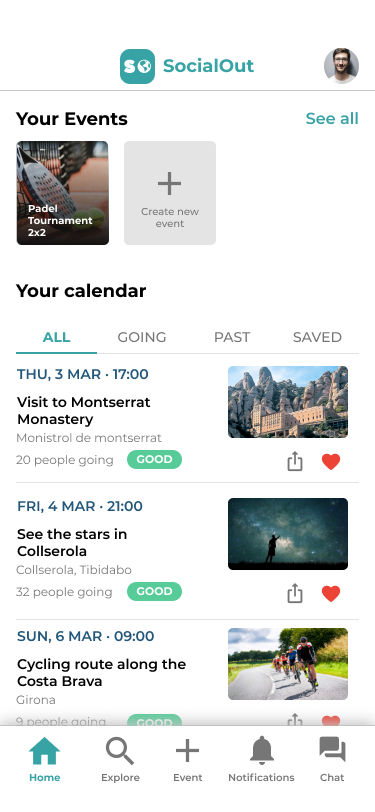 SO SocialOut
Your Events See all
Padel
Tournament
2x2
Create new
event
Your calendar
ALL GOING PAST SAVED
THU, 3 MAR · 17:00
Visit to Montserrat
Monastery
Monistrol de montserrat
20 people going GOOD
FRI, 4 MAR · 21:00
See the stars in
Collserola
Collserola, Tibidabo
32 people going GOOD
SUN, 6 MAR · 09:00
Cycling route along the
Costa Brava
Girona
9 people going GOOD
Home Explore Event Notifications Chat